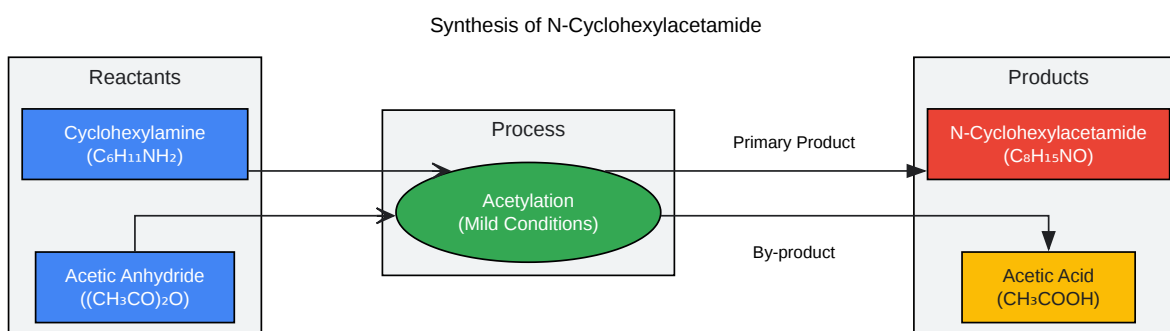 Synthesis of N-Cyclohexylacetamide
Reactants
Cyclohexylamine
(C₆H₁₁NH₂)
Acetic Anhydride
((CH₃CO)₂O)
Process
Acetylation
(Mild Conditions)
Primary Product
By-product
Products
N-Cyclohexylacetamide
(C₈H₁₅NO)
Acetic Acid
(CH₃COOH)